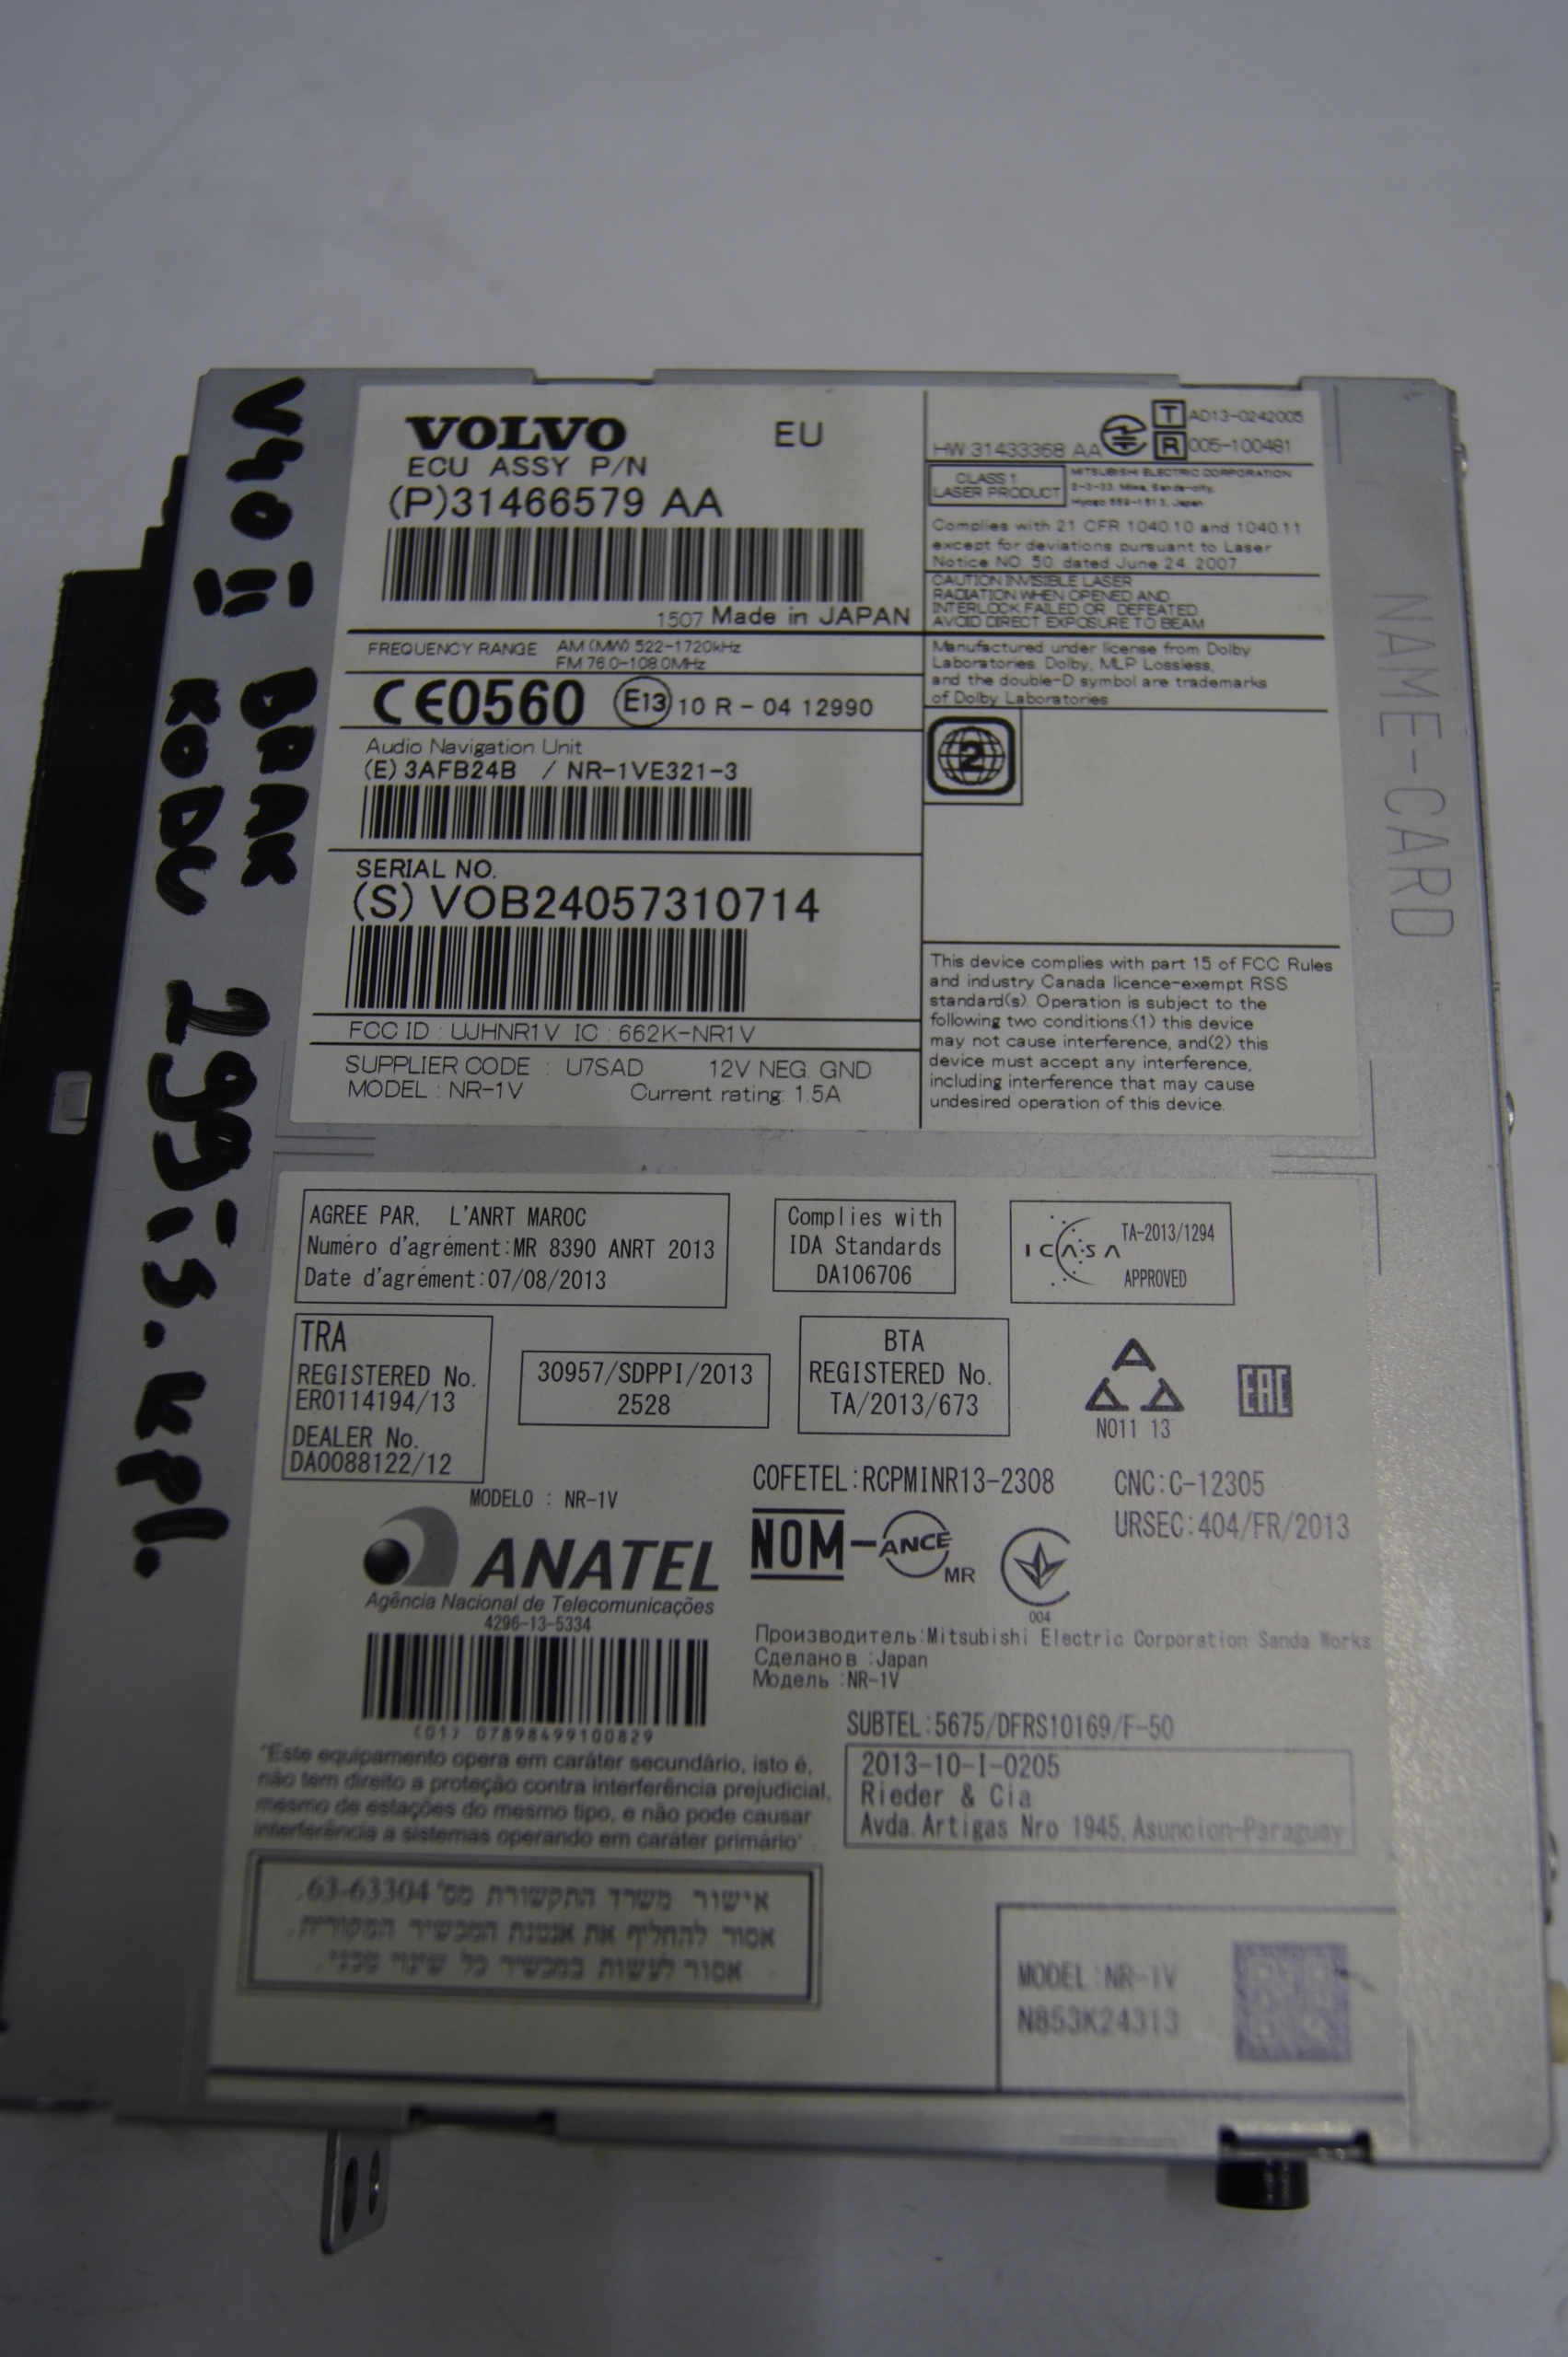 VOLVO EU
ECU ASSY P/N
(P)31466579 AA
1507 Made in JAPAN
FREQUENCY RANGE AM(MW) 522-1720kHz
FM 76.0-108.0MHz
CE0560 E13 10 R - 04 12990
Audio Navigation Unit
(E) 3AFB24B / NR-1VE321-3
SERIAL NO.
(S) VOB24057310714
FCC ID : UJHNR1V IC : 662K-NR1V
SUPPLIER CODE : U7SAD 12V NEG. GND
MODEL : NR-1V Current rating: 1.5A
T AD13-0242005
HW 31433368 AA R 005-100481
CLASS 1
LASER PRODUCT
MITSUBISHI ELECTRIC CORPORATION
2-3-33, Miwa, Sanda-city,
Hyogo 669-1513, Japan
Complies with 21 CFR 1040.10 and 1040.11
except for deviations pursuant to Laser
Notice NO. 50, dated June 24, 2007.
CAUTION INVISIBLE LASER
RADIATION WHEN OPENED AND
INTERLOCK FAILED OR DEFEATED
AVOID DIRECT EXPOSURE TO BEAM
Manufactured under license from Dolby
Laboratories. Dolby, MLP Lossless,
and the double-D symbol are trademarks
of Dolby Laboratories
2
This device complies with part 15 of FCC Rules
and industry Canada licence-exempt RSS
standard(s). Operation is subject to the
following two conditions:(1) this device
may not cause interference, and(2) this
device must accept any interference,
including interference that may cause
undesired operation of this device.
NAME-CARD
V40 II BRAK
KODU 299is.kpl.
AGREE PAR, L'ANRT MAROC
Numéro d'agrément:MR 8390 ANRT 2013
Date d'agrément:07/08/2013
Complies with
IDA Standards
DA106706
ICASA TA-2013/1294
APPROVED
TRA
REGISTERED No.
ER0114194/13
DEALER No.
DA0088122/12
30957/SDPPI/2013
2528
BTA
REGISTERED No.
TA/2013/673
N011 13
EAC
MODELO : NR-1V
ANATEL
Agência Nacional de Telecomunicações
4296-13-5334
(01) 07898499100829
"Este equipamento opera em caráter secundário, isto é,
não tem direito a proteção contra interferência prejudicial,
mesmo de estações do mesmo tipo, e não pode causar
interferência a sistemas operando em caráter primário"
COFETEL:RCPMINR13-2308
CNC:C-12305
URSEC:404/FR/2013
NOM-ANCE MR
004
Производитель:Mitsubishi Electric Corporation Sanda Works
Сделано в :Japan
Модель :NR-1V
SUBTEL:5675/DFRS10169/F-50
2013-10-I-0205
Rieder & Cia
Avda. Artigas Nro 1945, Asuncion-Paraguay
אישור משרד התקשורת מס' 63-63304.
אסור להחליף את אנטנת המכשיר המקורית.
אסור לעשות במכשיר כל שינוי טכני.
MODEL:NR-1V
N853K24313